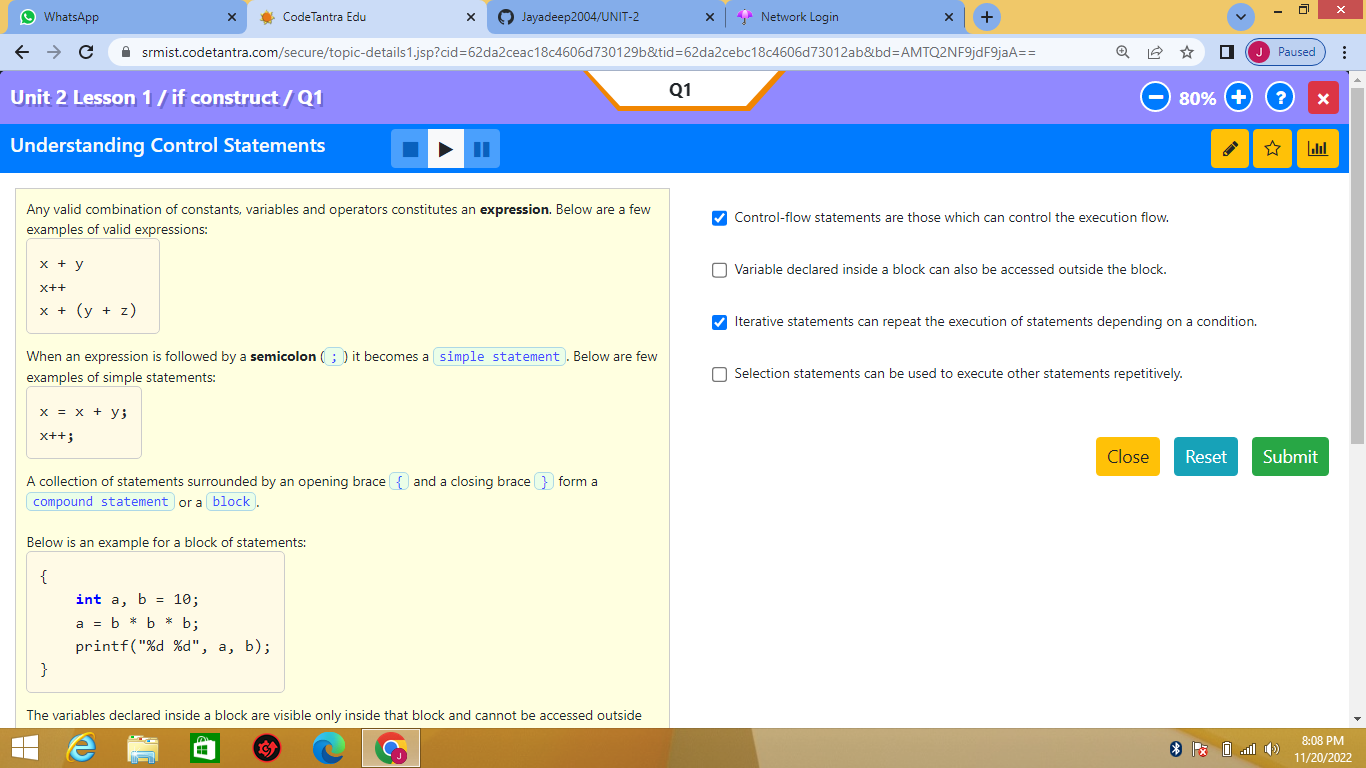 WhatsApp
CodeTantra Edu
Jayadeep2004/UNIT-2
Network Login
srmist.codetantra.com/secure/topic-details1.jsp?cid=62da2ceac18c4606d730129b&tid=62da2cebc18c4606d73012ab&bd=AMTQ2NF9jdF9jaA==
J Paused
Unit 2 Lesson 1 / if construct / Q1
Q1
80%
?
Understanding Control Statements
Any valid combination of constants, variables and operators constitutes an expression. Below are a few
examples of valid expressions:
x + y
x++
x + (y + z)
When an expression is followed by a semicolon ( ; ) it becomes a simple statement . Below are few
examples of simple statements:
x = x + y;
x++;
A collection of statements surrounded by an opening brace { and a closing brace } form a
compound statement or a block .
Below is an example for a block of statements:
{
int a, b = 10;
a = b * b * b;
printf("%d %d", a, b);
}
The variables declared inside a block are visible only inside that block and cannot be accessed outside
Control-flow statements are those which can control the execution flow.
Variable declared inside a block can also be accessed outside the block.
Iterative statements can repeat the execution of statements depending on a condition.
Selection statements can be used to execute other statements repetitively.
Close Reset Submit
J
8:08 PM
11/20/2022